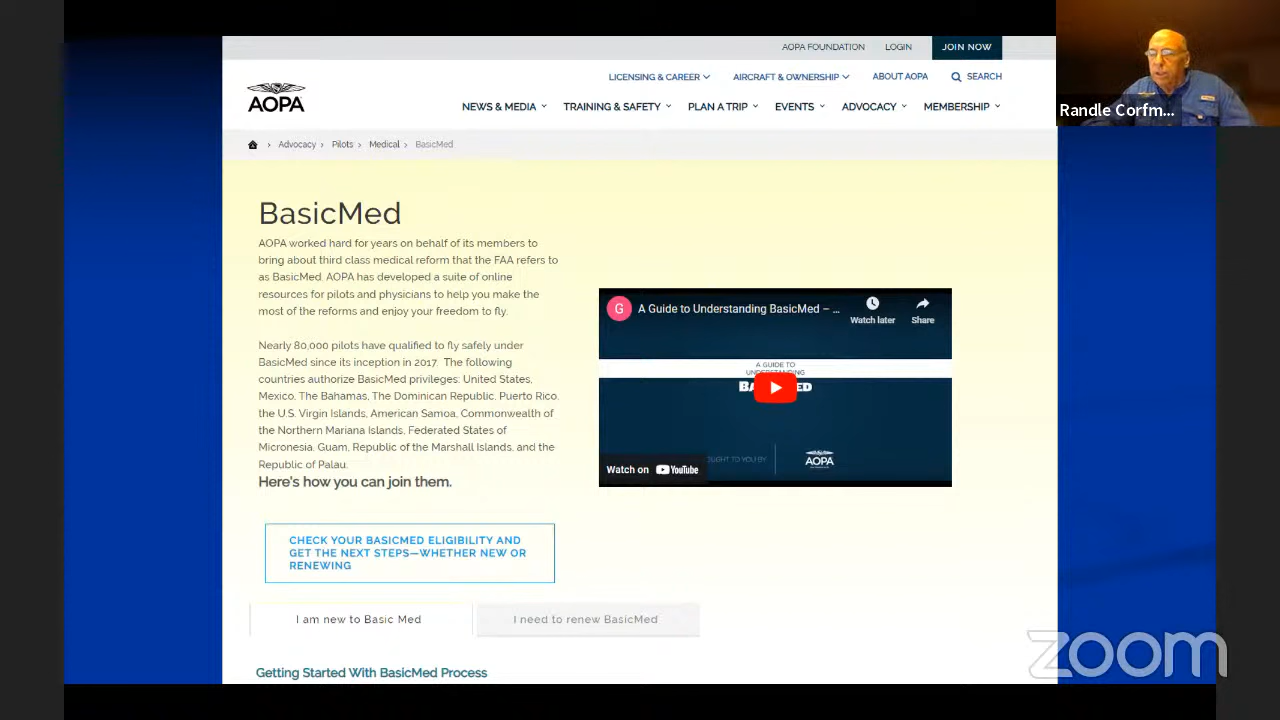 AOPA FOUNDATION LOGIN JOIN NOW
LICENSING & CAREER AIRCRAFT & OWNERSHIP ABOUT AOPA SEARCH
AOPA
NEWS & MEDIA TRAINING & SAFETY PLAN A TRIP EVENTS ADVOCACY MEMBERSHIP
Randle Corfm...
Advocacy Pilots Medical BasicMed
BasicMed
AOPA worked hard for years on behalf of its members to
bring about third class medical reform that the FAA refers to
as BasicMed. AOPA has developed a suite of online
resources for pilots and physicians to help you make the
most of the reforms and enjoy your freedom to fly.
Nearly 80,000 pilots have qualified to fly safely under
BasicMed since its inception in 2017. The following
countries authorize BasicMed privileges: United States,
Mexico, The Bahamas, The Dominican Republic, Puerto Rico,
the U.S. Virgin Islands, American Samoa, Commonwealth of
the Northern Mariana Islands, Federated States of
Micronesia, Guam, Republic of the Marshall Islands, and the
Republic of Palau.
Here's how you can join them.
G A Guide to Understanding BasicMed – ...
Watch later Share
A GUIDE TO
UNDERSTANDING
BA ED
OUGHT TO YOU BY
AOPA
Watch on YouTube
CHECK YOUR BASICMED ELIGIBILITY AND
GET THE NEXT STEPS—WHETHER NEW OR
RENEWING
I am new to Basic Med I need to renew BasicMed
Getting Started With BasicMed Process
zoom